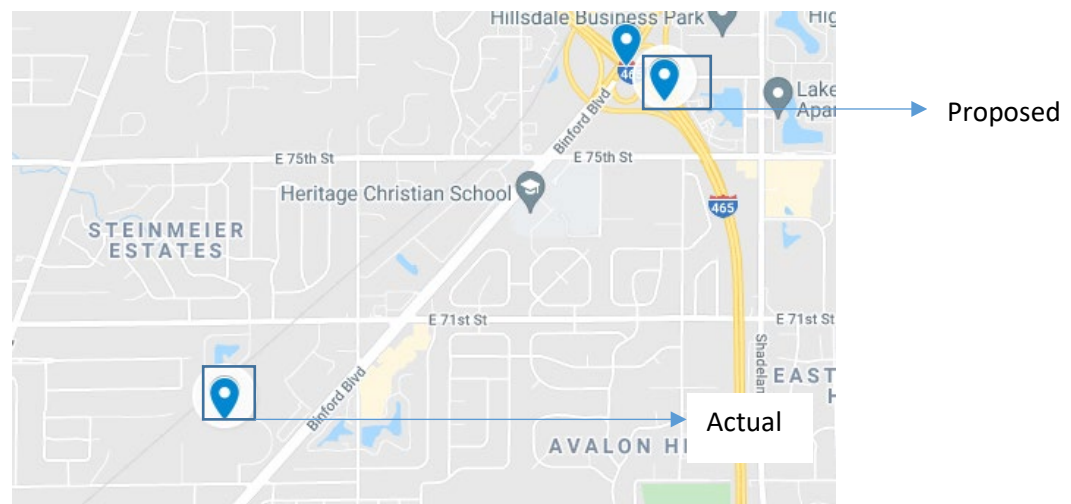 Hillsdale Business Park
Hig
465
Lake
Apar
Proposed
Binford Blvd
E 75th St
E 75th St
Heritage Christian School
465
STEINMEIER
ESTATES
E 71st St
E 71st St
Shadelan
EAST
H
Binford Blvd
Actual
AVALON HI